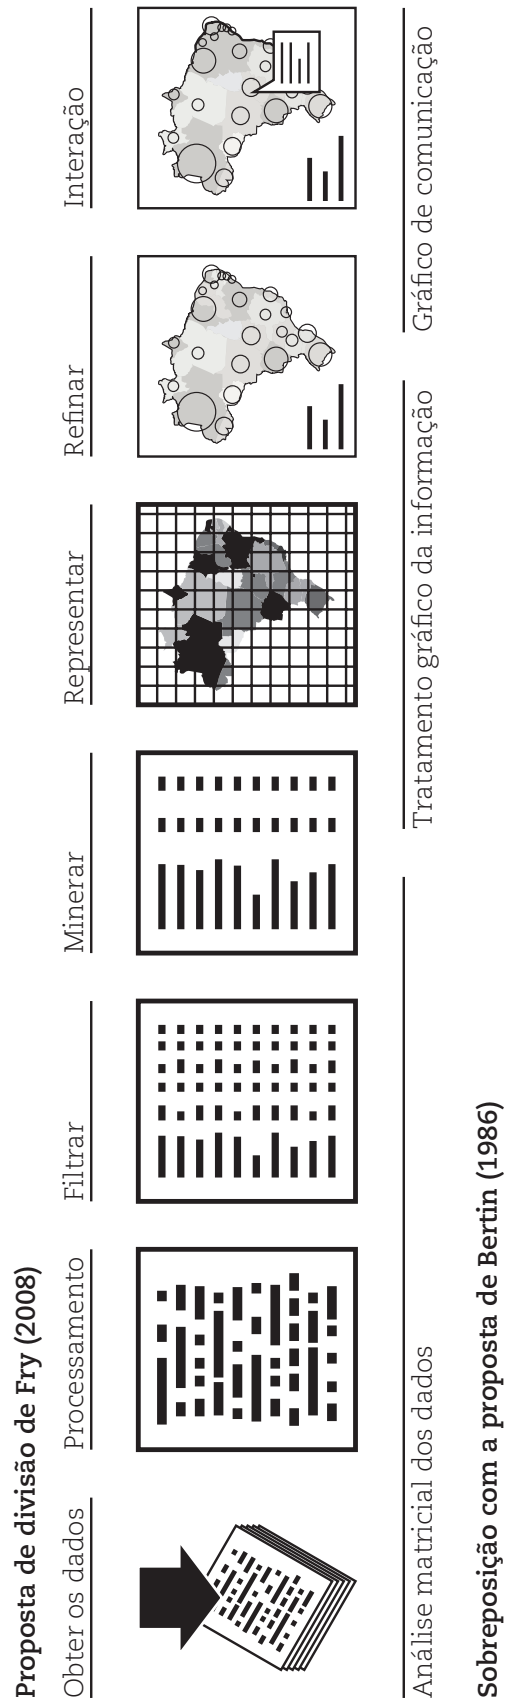 Proposta de divisão de Fry (2008)
Obter os dados
Processamento
Filtrar
Minerar
Representar
Refinar
Interação
Análise matricial dos dados
Tratamento gráfico da informação
Gráfico de comunicação
Sobreposição com a proposta de Bertin (1986)